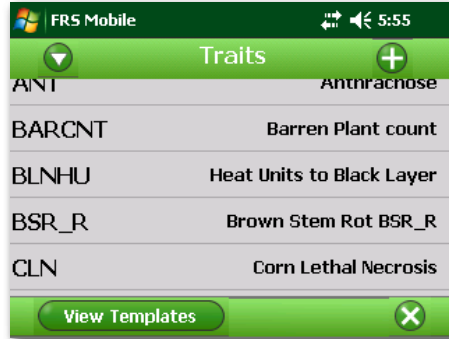 FRS Mobile 5:55
Traits
ANT Anthracnose
BARCNT Barren Plant count
BLNHU Heat Units to Black Layer
BSR_R Brown Stem Rot BSR_R
CLN Corn Lethal Necrosis
View Templates